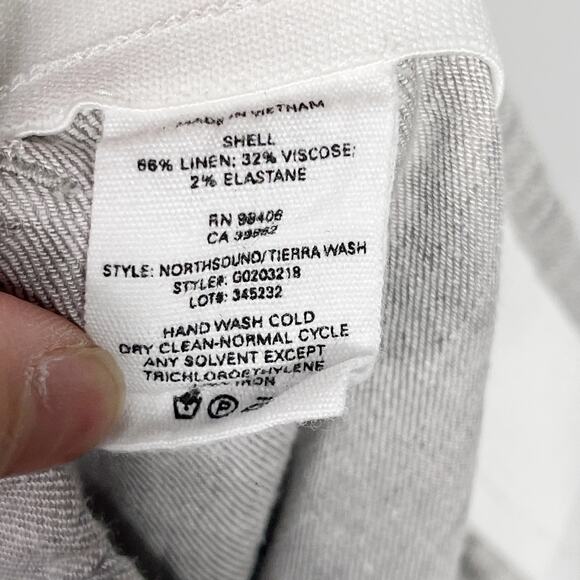 MADE IN VIETNAM
SHELL
66% LINEN; 32% VISCOSE;
2% ELASTANE
RN 98406
CA 39862
STYLE: NORTHSOUND/TIERRA WASH
STYLE#: G0203218
LOT#: 345232
HAND WASH COLD
DRY CLEAN-NORMAL CYCLE
ANY SOLVENT EXCEPT
TRICHLOROETHYLENE
IRON
P